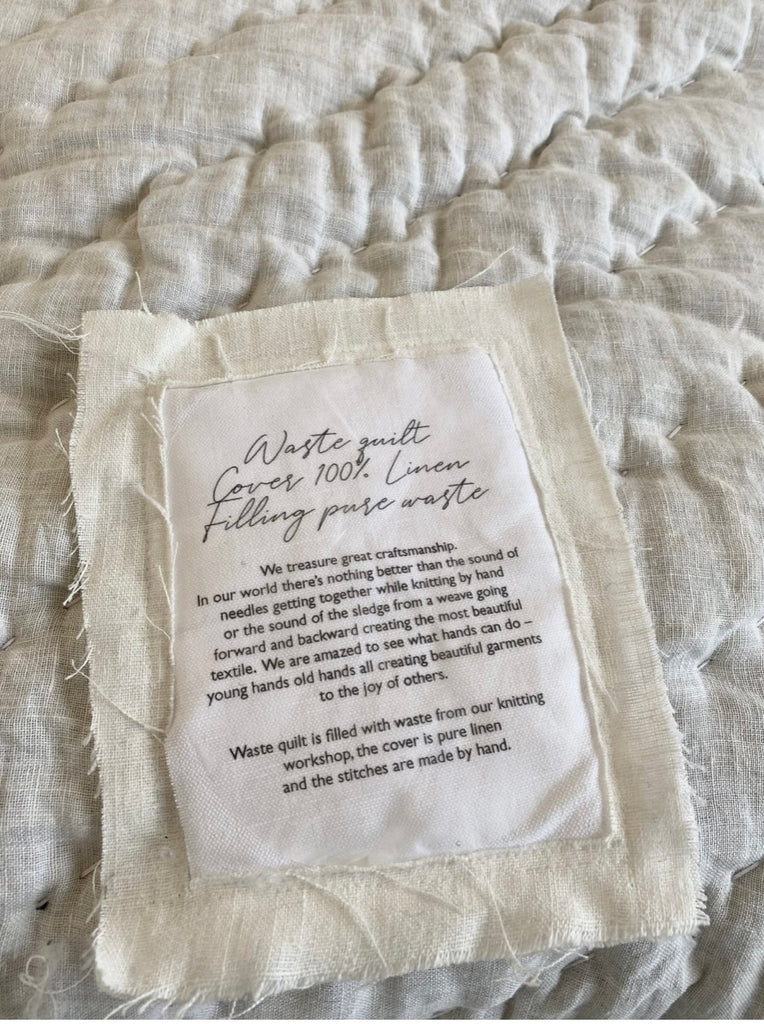 Waste quilt
Cover 100% Linen
Filling pure waste
We treasure great craftsmanship.
In our world there's nothing better than the sound of
needles getting together while knitting by hand
or the sound of the sledge from a weave going
forward and backward creating the most beautiful
textile. We are amazed to see what hands can do –
young hands old hands all creating beautiful garments
to the joy of others.
Waste quilt is filled with waste from our knitting
workshop, the cover is pure linen
and the stitches are made by hand.